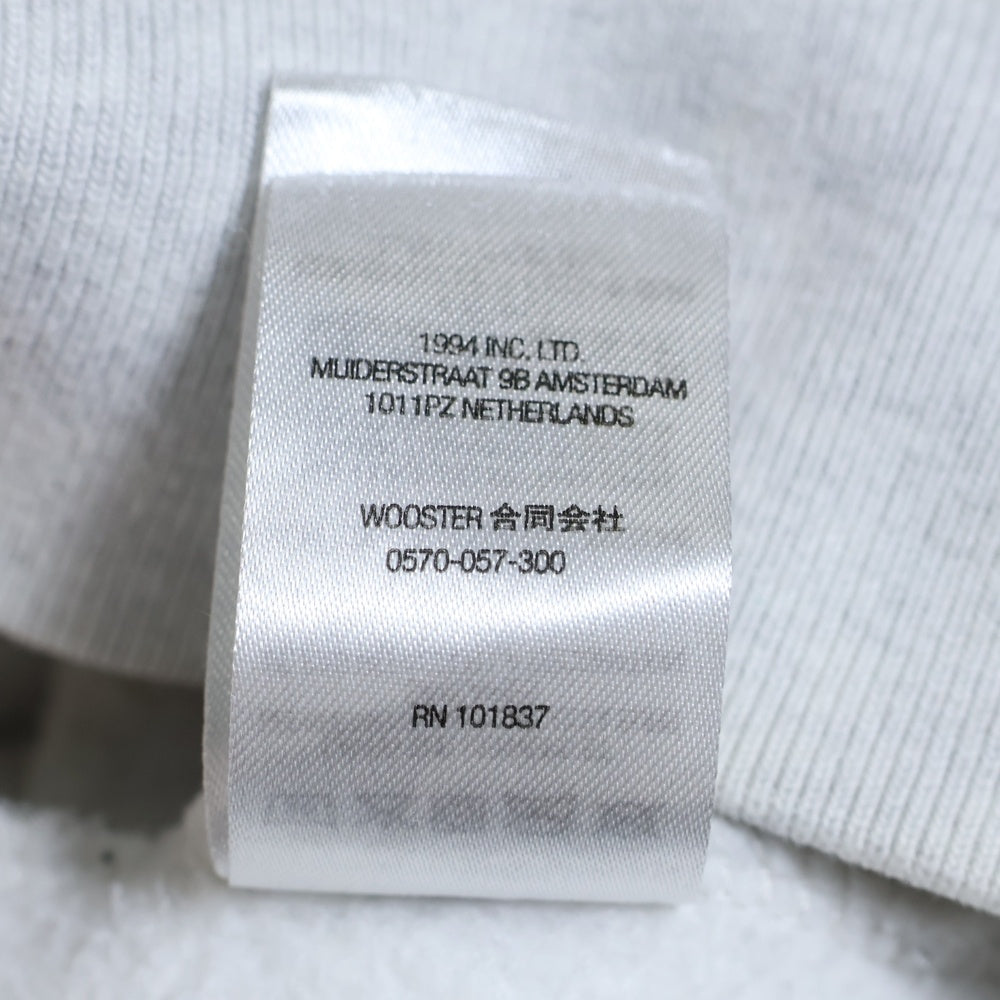 1994 INC. LTD.
MUIDERSTRAAT 9B AMSTERDAM
1011PZ NETHERLANDS
WOOSTER 合同会社
0570-057-300
RN 101837